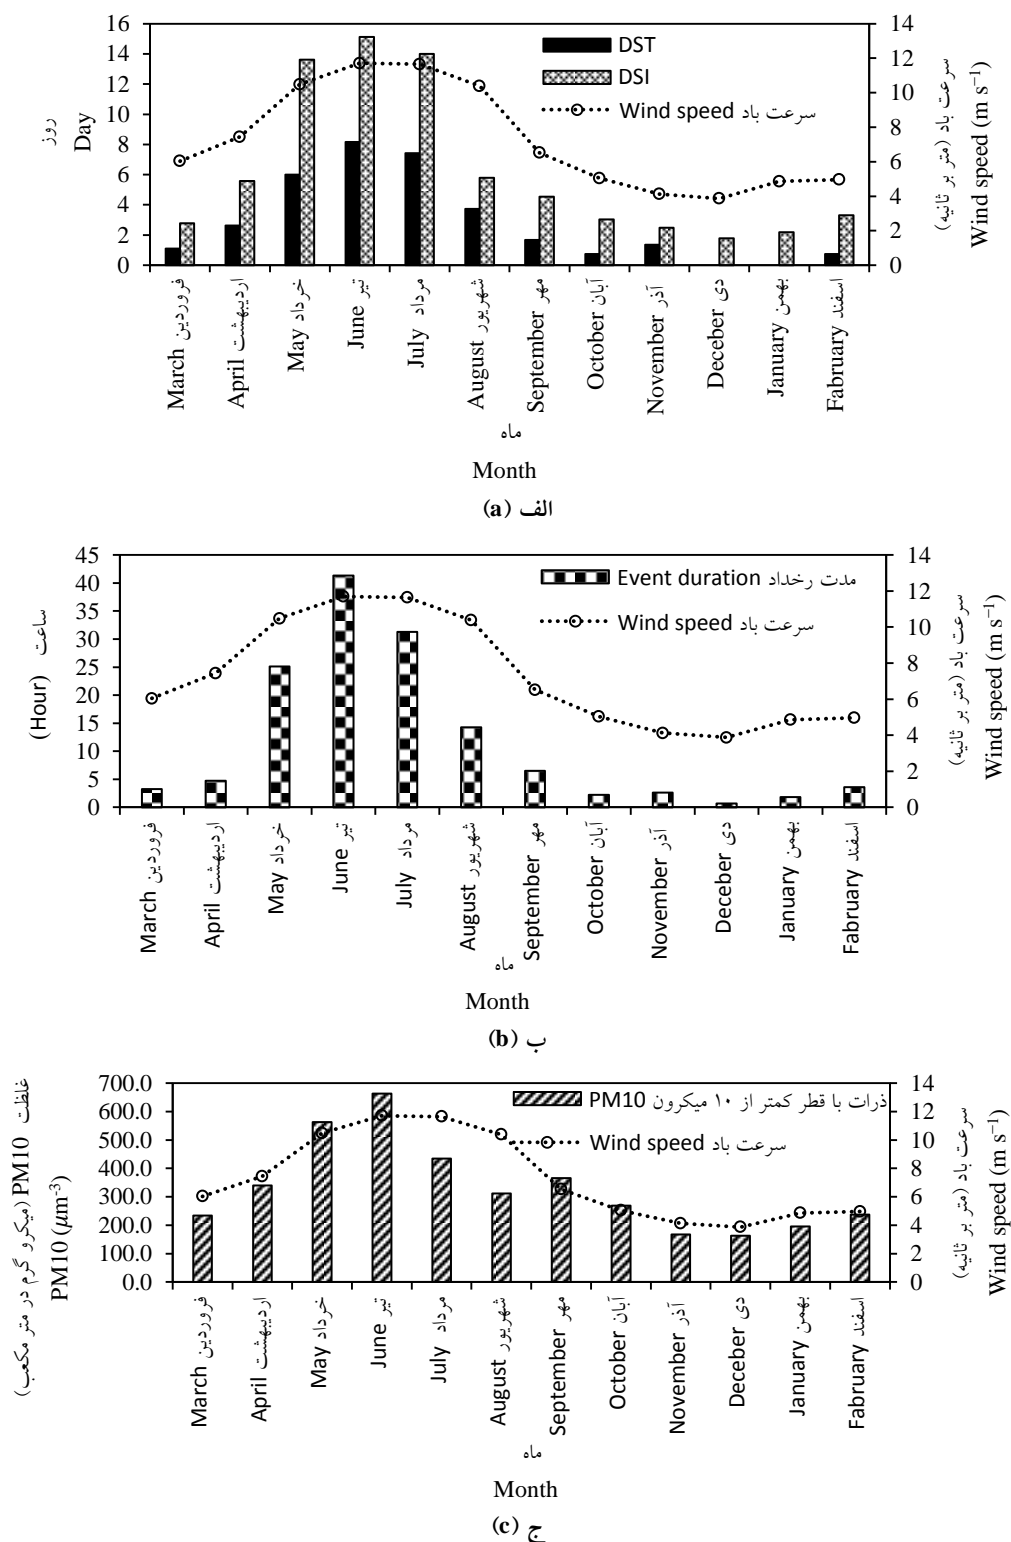 16
14
12
10
8
6
4
2
0
14
12
10
8
6
4
2
0
روز
Day
DST
DSI
Wind speed سرعت باد
سرعت باد (متر بر ثانیه)
Wind speed (m s⁻¹)
March فروردین
April اردیبهشت
May خرداد
June تیر
July مرداد
August شهریور
September مهر
October آبان
November آذر
Deceber دی
January بهمن
Fabruary اسفند
ماه
Month
الف (a)
45
40
35
30
25
20
15
10
5
0
14
12
10
8
6
4
2
0
ساعت (Hour)
Event duration مدت رخداد
Wind speed سرعت باد
سرعت باد (متر بر ثانیه)
Wind speed (m s⁻¹)
March فروردین
April اردیبهشت
May خرداد
June تیر
July مرداد
August شهریور
September مهر
October آبان
November آذر
Deceber دی
January بهمن
Fabruary اسفند
ماه
Month
ب (b)
700.0
600.0
500.0
400.0
300.0
200.0
100.0
0.0
14
12
10
8
6
4
2
0
غلظت PM10 (میکرو گرم در متر مکعب)
PM10 (µm⁻³)
PM10 ذرات با قطر کمتر از ۱۰ میکرون
Wind speed سرعت باد
سرعت باد (متر بر ثانیه)
Wind speed (m s⁻¹)
March فروردین
April اردیبهشت
May خرداد
June تیر
July مرداد
August شهریور
September مهر
October آبان
November آذر
Deceber دی
January بهمن
Fabruary اسفند
ماه
Month
ج (c)